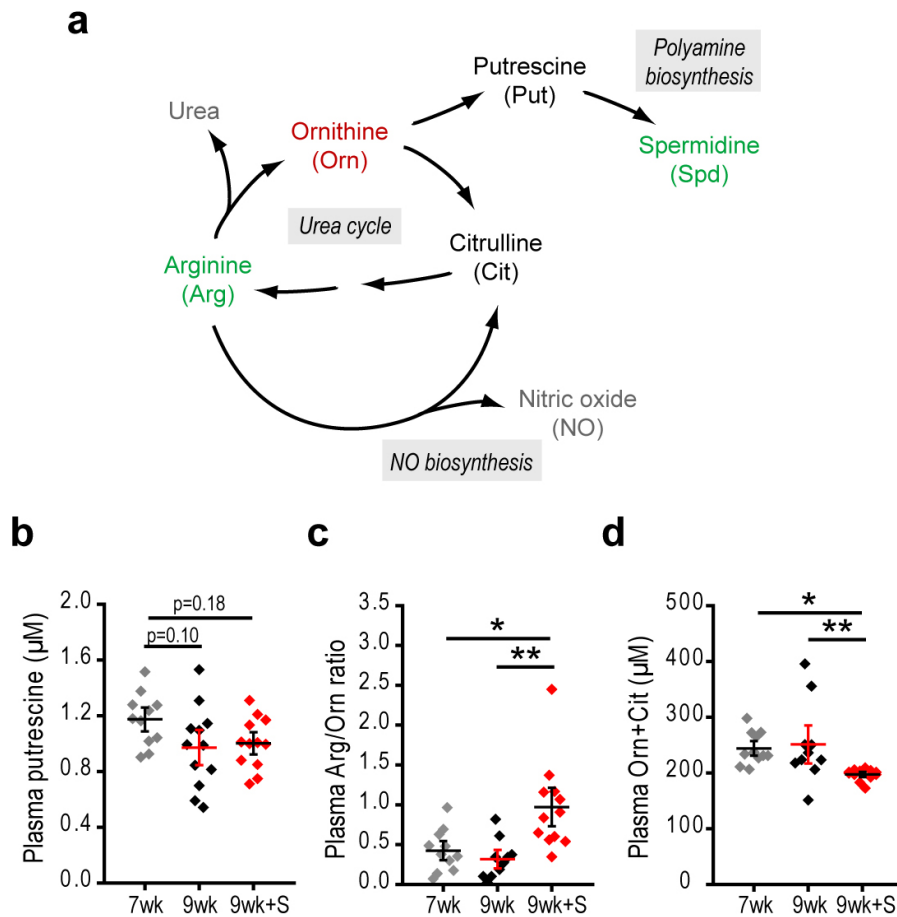 a
Putrescine
(Put)
Polyamine
biosynthesis
Urea
Ornithine
(Orn)
Spermidine
(Spd)
Urea cycle
Citrulline
(Cit)
Arginine
(Arg)
Nitric oxide
(NO)
NO biosynthesis
b
Plasma putrescine (µM)
2.0
1.6
1.2
0.8
0.4
0.0
p=0.18
p=0.10
7wk 9wk 9wk+S
c
Plasma Arg/Orn ratio
3.5
3.0
2.5
2.0
1.5
1.0
0.5
0.0
*
**
7wk 9wk 9wk+S
d
Plasma Orn+Cit (µM)
500
400
300
200
100
0
*
**
7wk 9wk 9wk+S